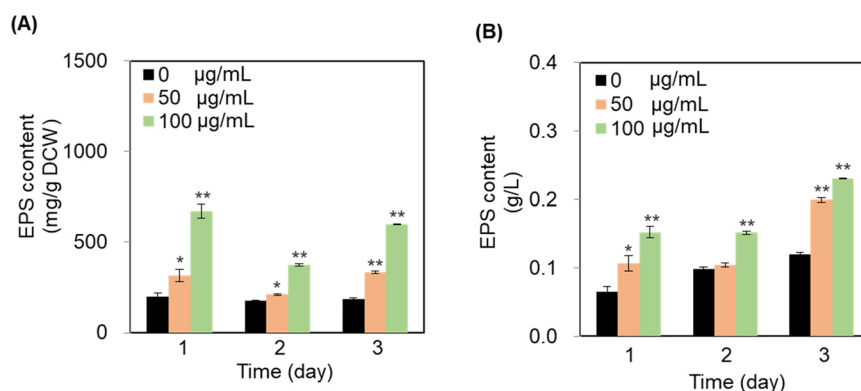 (A)
1500
1000
500
0
EPS ccontent
(mg/g DCW)
0 µg/mL
50 µg/mL
100 µg/mL
**
*
*
**
**
**
1 2 3
Time (day)
(B)
0.4
0.3
0.2
0.1
0.0
EPS content
(g/L)
0 µg/mL
50 µg/mL
100 µg/mL
*
**
**
**
**
1 2 3
Time (day)